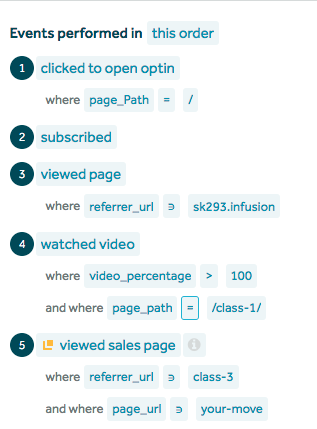 Events performed in this order
1 clicked to open optin
where page_Path = /
2 subscribed
3 viewed page
where referrer_url ∋ sk293.infusion
4 watched video
where video_percentage > 100
and where page_path = /class-1/
5 viewed sales page i
where referrer_url ∋ class-3
and where page_url ∋ your-move